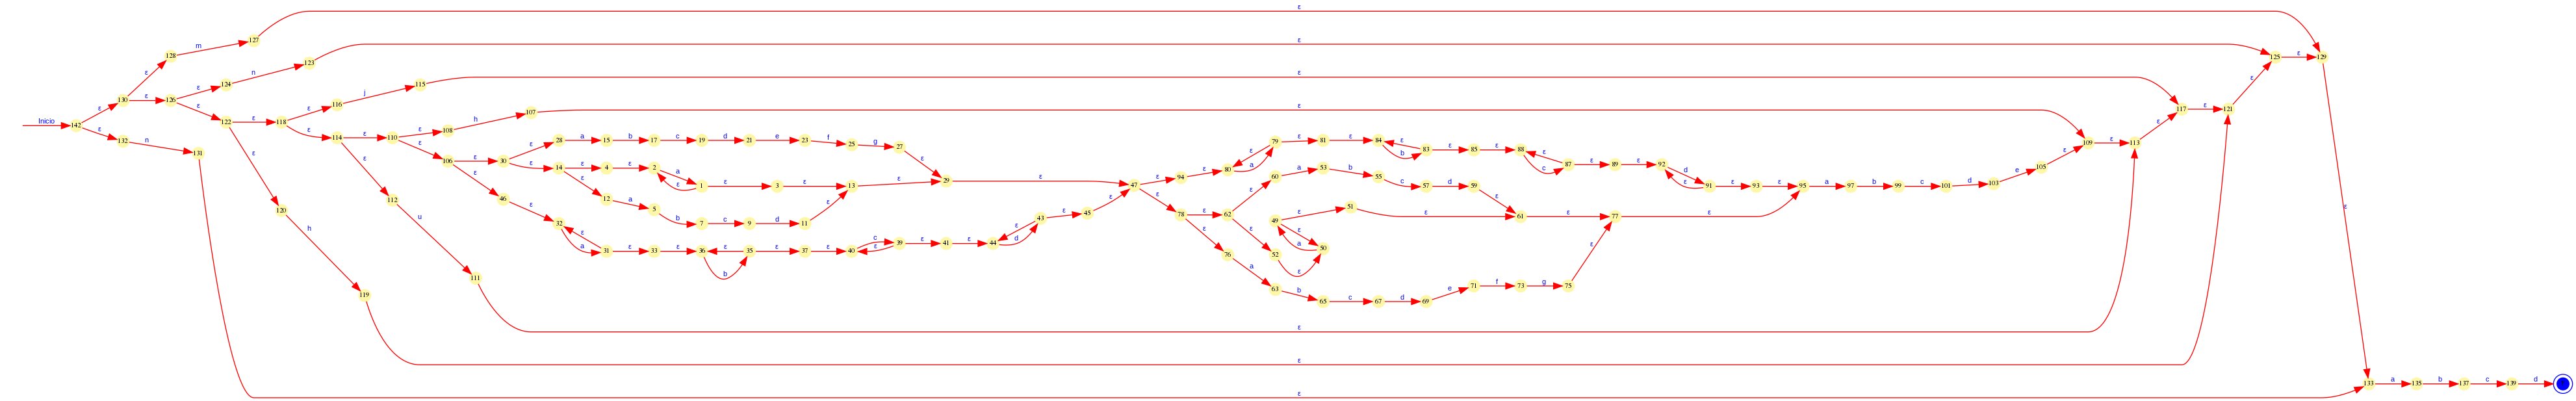 ε
ε
m 127
128
n 123 125 ε 129
ε 124
j 115 ε
130 ε 126 ε 116 117 ε 121
h 107 ε
Inicio 142 ε 122 ε 118 ε 114 ε 110 ε 108
ε 132 n 131
28 a 15 b 17 c 19 d 21 e 23 f 25 g 27
79 ε 81 ε 84 ε 83 ε 85 ε 88 ε 87 ε 89 ε 92 d
109 ε 113
106 ε 30 ε 14 ε 4 ε 2 a 1 ε 3 ε 13 ε 29 ε 47 ε 94 ε 80 a
91 ε 93 ε 95 a 97 b 99 c 101 d 103 e 105 ε
60 a 53 b 55 c 57 d 59 ε
46 ε 12 a 5 b 7 c 9 d 11 ε
112 u
120 h
32 a ε 31 ε 33 ε 36 b ε 35 ε 37 ε 40 c ε 39 ε 41 ε 44 d ε 43 ε 45 ε
78 ε 62 ε 49 ε 51 ε 61 ε 77 ε
ε 76 a 52 ε 50 a ε
63 b 65 c 67 d 69 e 71 f 73 g 75 ε
111 ε
119 ε
ε
133 a 135 b 137 c 139 d